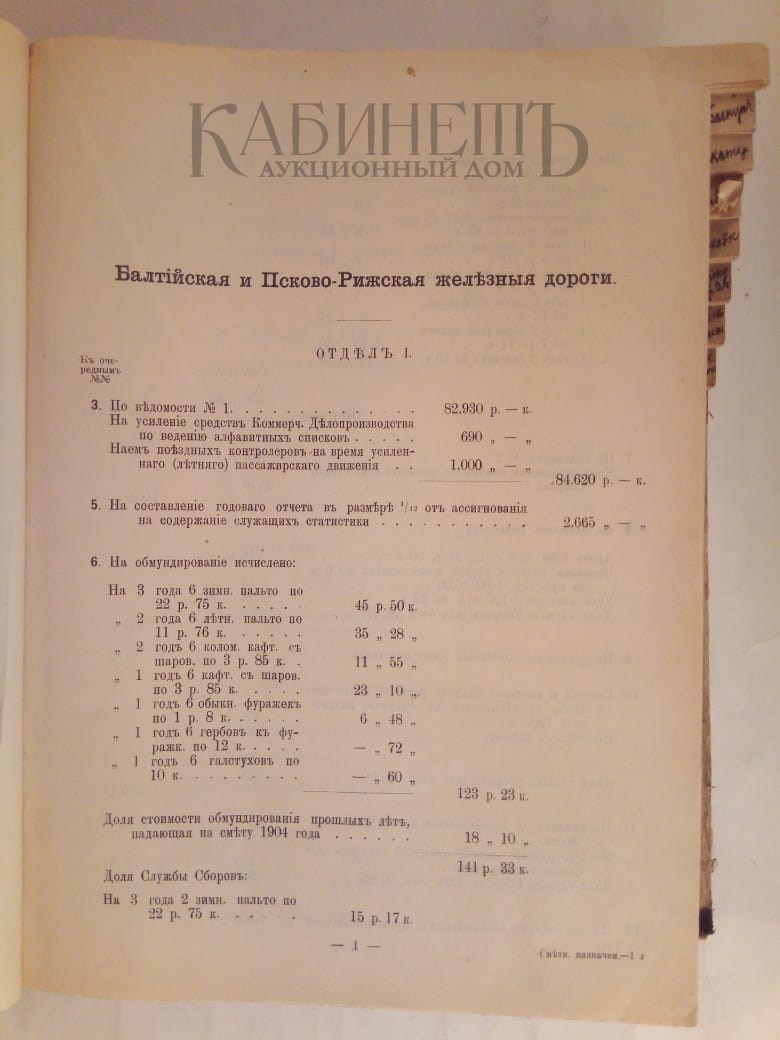 КАБИНЕТЪ
АУКЦИОННЫЙ ДОМ
Балтійская и Псково-Рижская желѣзныя дороги.
ОТДѢЛЪ I.
Къ оче-
реднымъ
№№
3. По вѣдомости № 1. . . . . . . . . . . . . . 82.930 р. — к.
На усиленіе средствъ Коммерч. Дѣлопроизводства
по веденію алфавитныхъ списковъ . . . . . 690 „ — „
Наемъ поѣздныхъ контролеровъ на время усилен-
наго (лѣтняго) пассажирскаго движенія . . 1.000 „ — „
84.620 р. — к.
5. На составленіе годоваго отчета въ размѣрѣ 1/12 отъ ассигнованія
на содержаніе служащихъ статистики . . . . . . . . . . . 2.665 „ — „
6. На обмундированіе исчислено:
На 3 года 6 зимн. пальто по
22 р. 75 к. . . . . . 45 р. 50 к.
„ 2 года 6 лѣтн. пальто по
11 р. 76 к. . . . . . 35 „ 28 „
„ 2 годъ 6 колом. кафт. съ
шаров. по 3 р. 85 к. . 11 „ 55 „
„ 1 годъ 6 кафт. съ шаров.
по 3 р. 85 к. . . . . 23 „ 10 „
„ 1 годъ 6 обыкн. фуражекъ
по 1 р. 8 к. . . . . . 6 „ 48 „
„ 1 годъ 6 гербовъ къ фу-
ражк. по 12 к. . . . . — „ 72 „
„ 1 годъ 6 галстуховъ по
10 к. . . . . . . . . — „ 60 „
123 р. 23 к.
Доля стоимости обмундированія прошлыхъ лѣтъ,
падающая на смѣту 1904 года . . . . . . 18 „ 10 „
141 р. 33 к.
Доля Службы Сборовъ:
На 3 года 2 зимн. пальто по
22 р. 75 к. . . . . . 15 р. 17 к.
— 1 —
Смѣтн. назначен.—1 л